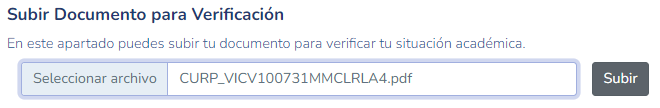 Subir Documento para Verificación
En este apartado puedes subir tu documento para verificar tu situación académica.
Seleccionar archivo CURP_VICV100731MMCLRLA4.pdf Subir